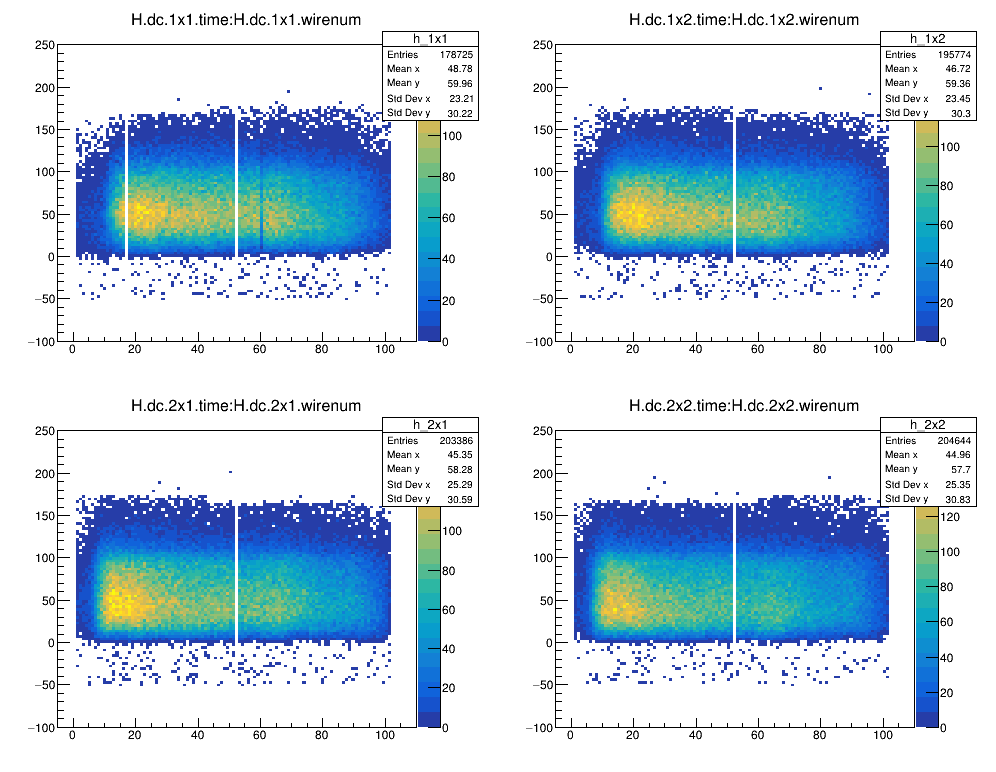 H.dc.1x1.time:H.dc.1x1.wirenum
h_1x1
Entries 178725
Mean x 48.78
Mean y 59.96
Std Dev x 23.21
Std Dev y 30.22
250
200
150
100
50
0
−50
−100
0 20 40 60 80 100
100
80
60
40
20
0
H.dc.1x2.time:H.dc.1x2.wirenum
h_1x2
Entries 195774
Mean x 46.72
Mean y 59.36
Std Dev x 23.45
Std Dev y 30.3
250
200
150
100
50
0
−50
−100
0 20 40 60 80 100
100
80
60
40
20
0
H.dc.2x1.time:H.dc.2x1.wirenum
h_2x1
Entries 203386
Mean x 45.35
Mean y 58.28
Std Dev x 25.29
Std Dev y 30.59
250
200
150
100
50
0
−50
−100
0 20 40 60 80 100
100
80
60
40
20
0
H.dc.2x2.time:H.dc.2x2.wirenum
h_2x2
Entries 204644
Mean x 44.96
Mean y 57.7
Std Dev x 25.35
Std Dev y 30.83
250
200
150
100
50
0
−50
−100
0 20 40 60 80 100
120
100
80
60
40
20
0